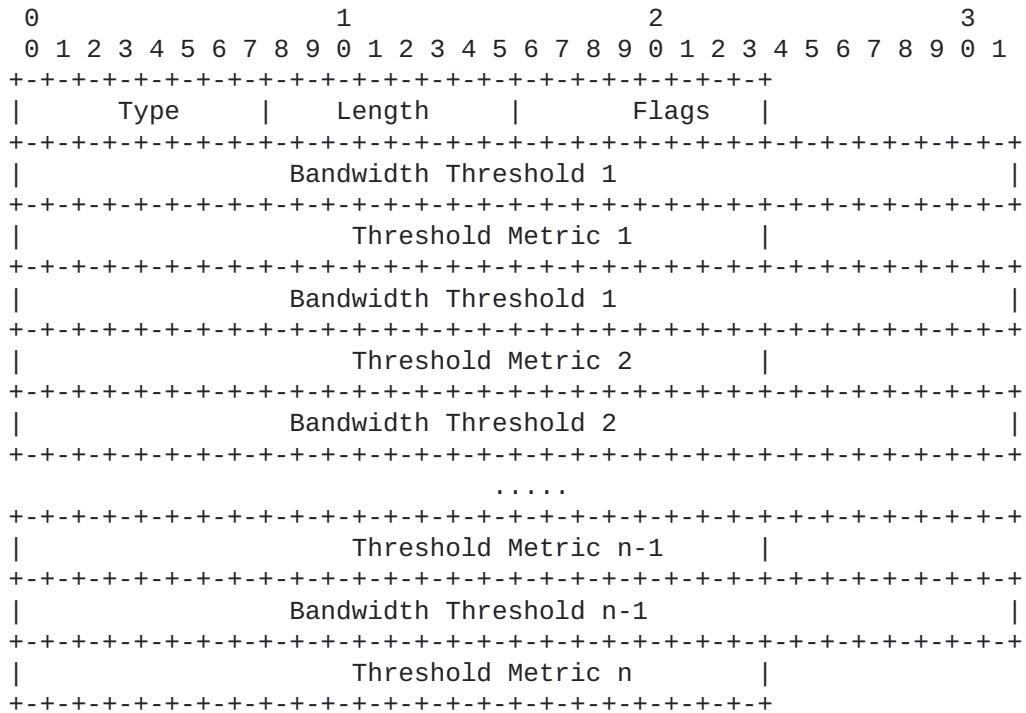 0                   1                   2                   3
 0 1 2 3 4 5 6 7 8 9 0 1 2 3 4 5 6 7 8 9 0 1 2 3 4 5 6 7 8 9 0 1
+-+-+-+-+-+-+-+-+-+-+-+-+-+-+-+-+-+-+-+-+-+-+-+-+
|      Type     |    Length     |       Flags   |
+-+-+-+-+-+-+-+-+-+-+-+-+-+-+-+-+-+-+-+-+-+-+-+-+-+-+-+-+-+-+-+-+
|                 Bandwidth Threshold 1                         |
+-+-+-+-+-+-+-+-+-+-+-+-+-+-+-+-+-+-+-+-+-+-+-+-+-+-+-+-+-+-+-+-+
|                     Threshold Metric 1        |
+-+-+-+-+-+-+-+-+-+-+-+-+-+-+-+-+-+-+-+-+-+-+-+-+-+-+-+-+-+-+-+-+
|                 Bandwidth Threshold 1                         |
+-+-+-+-+-+-+-+-+-+-+-+-+-+-+-+-+-+-+-+-+-+-+-+-+-+-+-+-+-+-+-+-+
|                     Threshold Metric 2        |
+-+-+-+-+-+-+-+-+-+-+-+-+-+-+-+-+-+-+-+-+-+-+-+-+-+-+-+-+-+-+-+-+
|                 Bandwidth Threshold 2                         |
+-+-+-+-+-+-+-+-+-+-+-+-+-+-+-+-+-+-+-+-+-+-+-+-+-+-+-+-+-+-+-+-+
                               .....
+-+-+-+-+-+-+-+-+-+-+-+-+-+-+-+-+-+-+-+-+-+-+-+-+-+-+-+-+-+-+-+-+
|                     Threshold Metric n-1      |
+-+-+-+-+-+-+-+-+-+-+-+-+-+-+-+-+-+-+-+-+-+-+-+-+-+-+-+-+-+-+-+-+
|                 Bandwidth Threshold n-1                       |
+-+-+-+-+-+-+-+-+-+-+-+-+-+-+-+-+-+-+-+-+-+-+-+-+-+-+-+-+-+-+-+-+
|                     Threshold Metric n        |
+-+-+-+-+-+-+-+-+-+-+-+-+-+-+-+-+-+-+-+-+-+-+-+-+